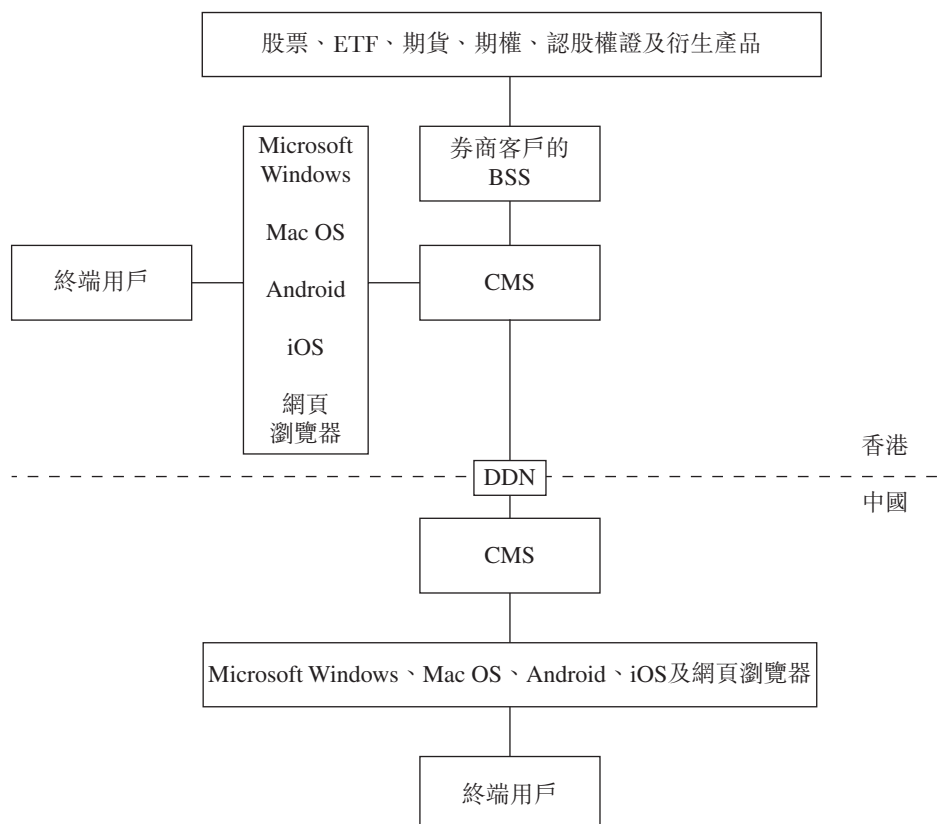 股票、ETF、期貨、期權、認股權證及衍生產品
券商客戶的
BSS
Microsoft
Windows
Mac OS
Android
iOS
網頁
瀏覽器
終端用戶
CMS
香港
DDN
中國
CMS
Microsoft Windows、Mac OS、Android、iOS及網頁瀏覽器
終端用戶